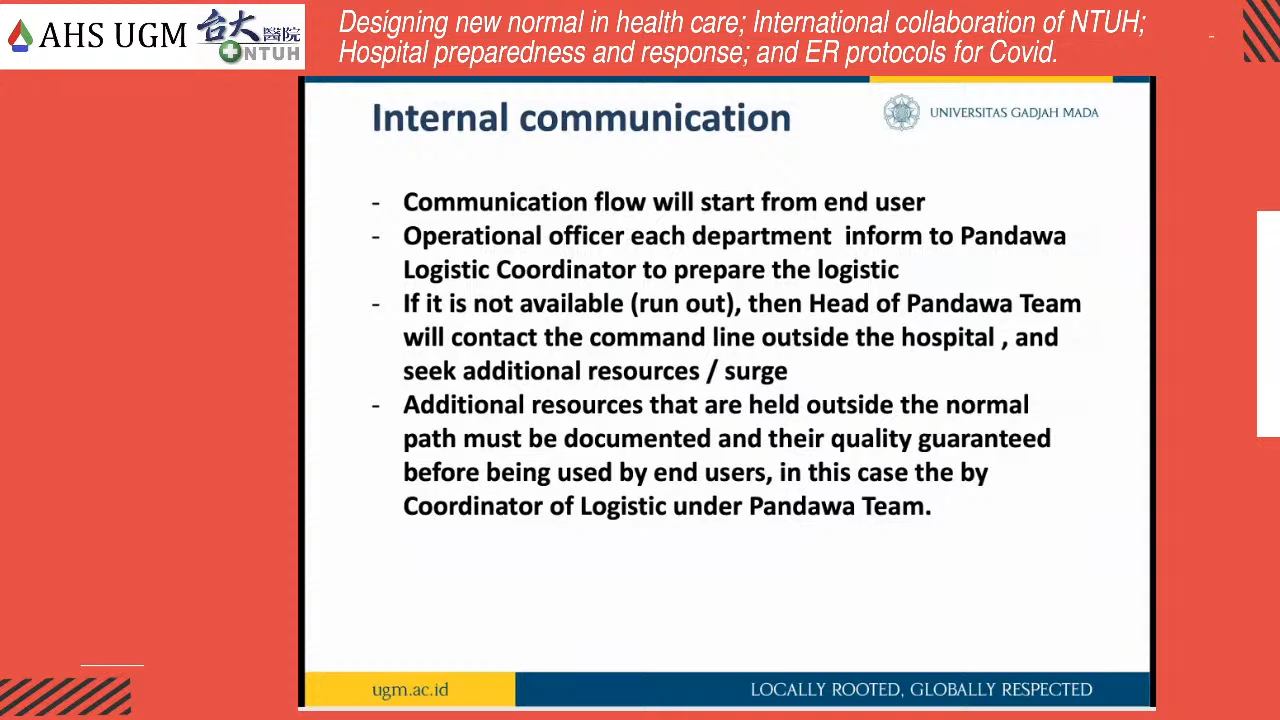 AHS UGM
台大醫院
NTUH
Designing new normal in health care; International collaboration of NTUH;
Hospital preparedness and response; and ER protocols for Covid.
Internal communication
UNIVERSITAS GADJAH MADA
- Communication flow will start from end user
- Operational officer each department inform to Pandawa
Logistic Coordinator to prepare the logistic
- If it is not available (run out), then Head of Pandawa Team
will contact the command line outside the hospital , and
seek additional resources / surge
- Additional resources that are held outside the normal
path must be documented and their quality guaranteed
before being used by end users, in this case the by
Coordinator of Logistic under Pandawa Team.
ugm.ac.id
LOCALLY ROOTED, GLOBALLY RESPECTED